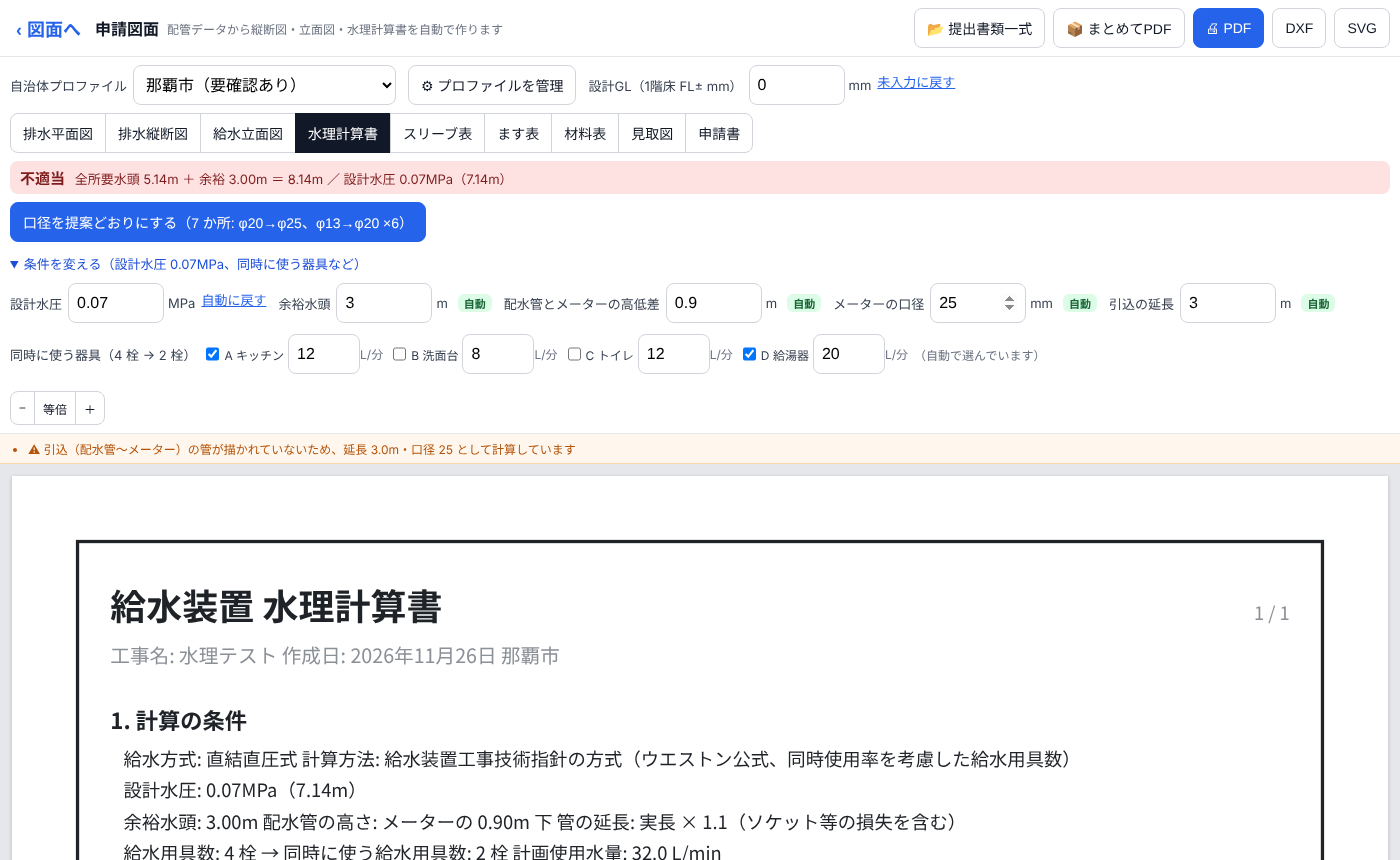 ‹ 図面へ 申請図面 配管データから縦断図・立面図・水理計算書を自動で作ります 📂 提出書類一式 📦 まとめてPDF 🖨 PDF DXF SVG
自治体プロファイル 那覇市（要確認あり） ⚙ プロファイルを管理 設計GL（1階床 FL± mm） 0 mm 未入力に戻す
排水平面図 排水縦断図 給水立面図 水理計算書 スリーブ表 ます表 材料表 見取図 申請書
不適当 全所要水頭 5.14m ＋ 余裕 3.00m ＝ 8.14m ／ 設計水圧 0.07MPa（7.14m）
口径を提案どおりにする（7 か所: φ20→φ25、φ13→φ20 ×6）
▼ 条件を変える（設計水圧 0.07MPa、同時に使う器具など）
設計水圧 0.07 MPa 自動に戻す 余裕水頭 3 m 自動 配水管とメーターの高低差 0.9 m 自動 メーターの口径 25 mm 自動 引込の延長 3 m 自動
同時に使う器具（4 栓 → 2 栓） A キッチン 12 L/分 B 洗面台 8 L/分 C トイレ 12 L/分 D 給湯器 20 L/分 （自動で選んでいます）
− 等倍 ＋
• ⚠ 引込（配水管〜メーター）の管が描かれていないため、延長 3.0m・口径 25 として計算しています
給水装置 水理計算書 1 / 1
工事名: 水理テスト 作成日: 2026年11月26日 那覇市
1. 計算の条件
給水方式: 直結直圧式 計算方法: 給水装置工事技術指針の方式（ウエストン公式、同時使用率を考慮した給水用具数）
設計水圧: 0.07MPa（7.14m）
余裕水頭: 3.00m 配水管の高さ: メーターの 0.90m 下 管の延長: 実長 × 1.1（ソケット等の損失を含む）
給水用具数: 4 栓 → 同時に使う給水用具数: 2 栓 計画使用水量: 32.0 L/min